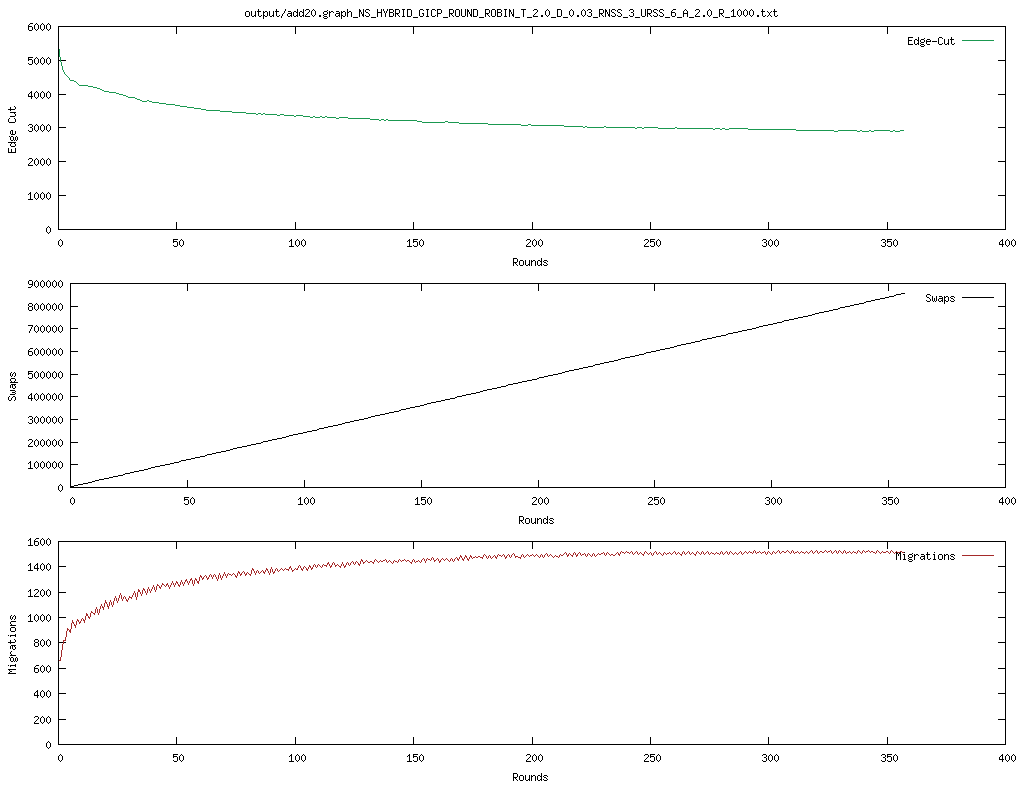 output/add20.graph_NS_HYBRID_GICP_ROUND_ROBIN_T_2.0_D_0.03_RNSS_3_URSS_6_A_2.0_R_1000.txt
6000
5000
4000
3000
2000
1000
0
Edge Cut
Edge-Cut
0 50 100 150 200 250 300 350 400
Rounds
900000
800000
700000
600000
500000
400000
300000
200000
100000
0
Swaps
Swaps
0 50 100 150 200 250 300 350 400
Rounds
1600
1400
1200
1000
800
600
400
200
0
Migrations
Migrations
0 50 100 150 200 250 300 350 400
Rounds